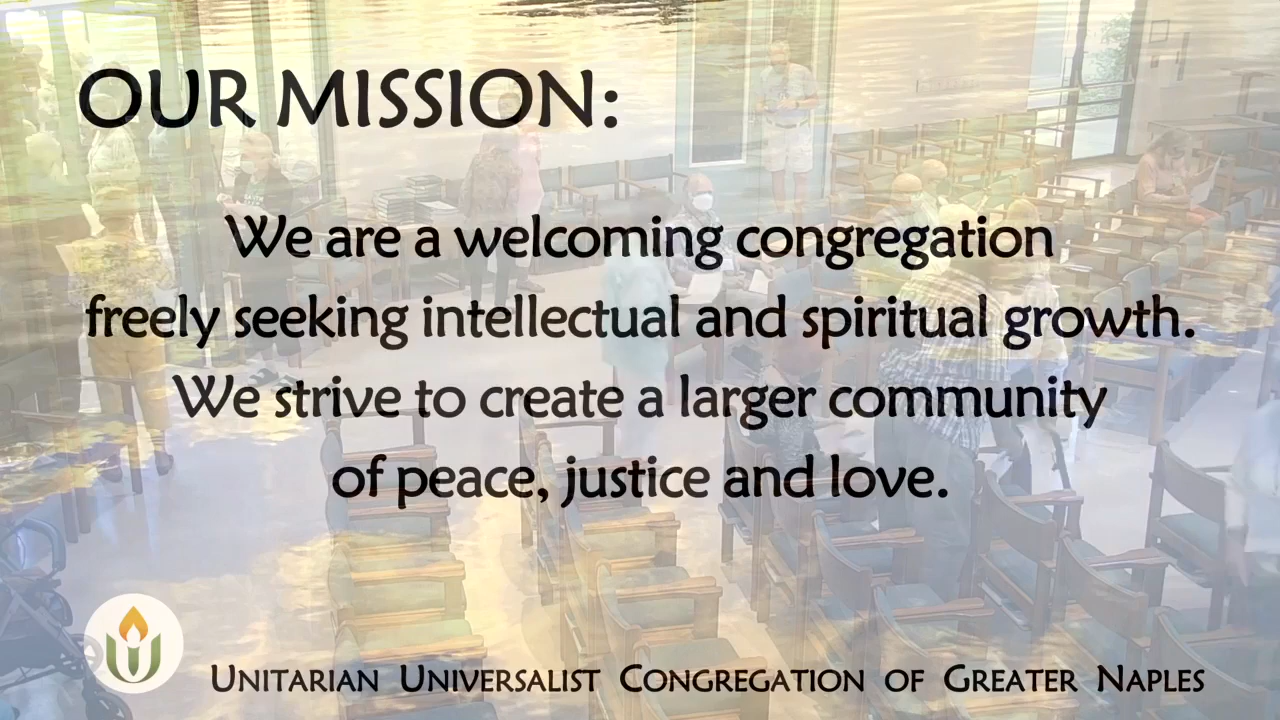 OUR MISSION:
We are a welcoming congregation
freely seeking intellectual and spiritual growth.
We strive to create a larger community
of peace, justice and love.
Unitarian Universalist Congregation of Greater Naples